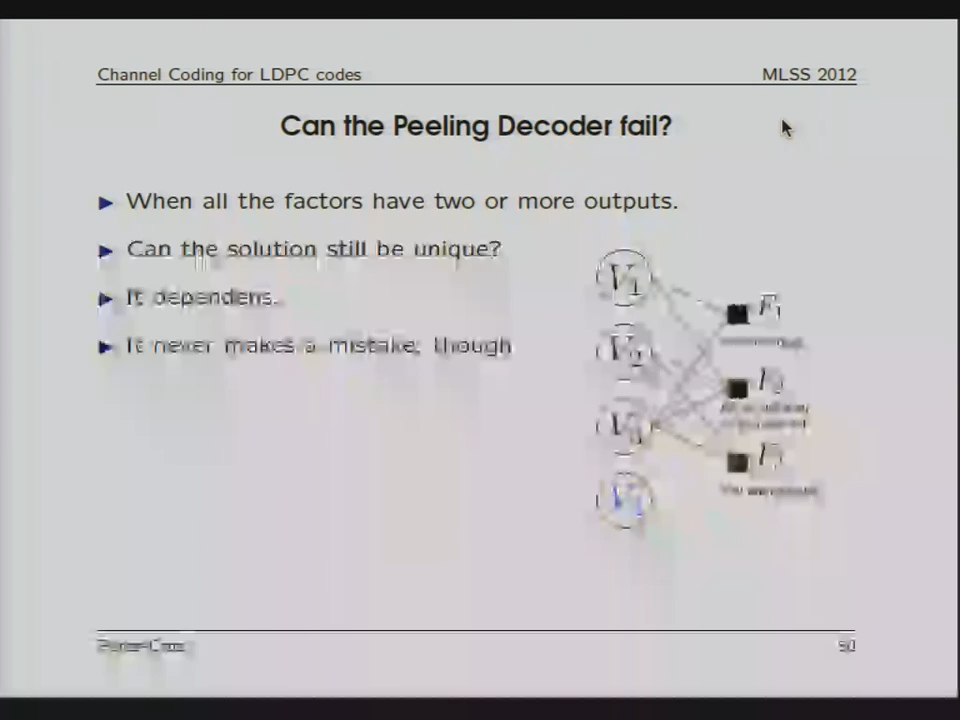 Channel Coding for LDPC codes MLSS 2012
Can the Peeling Decoder fail?
When all the factors have two or more outputs.
Can the solution still be unique?
It dependens.
It never makes a mistake, though
V1
F1
V2
F2
V3
F3
50